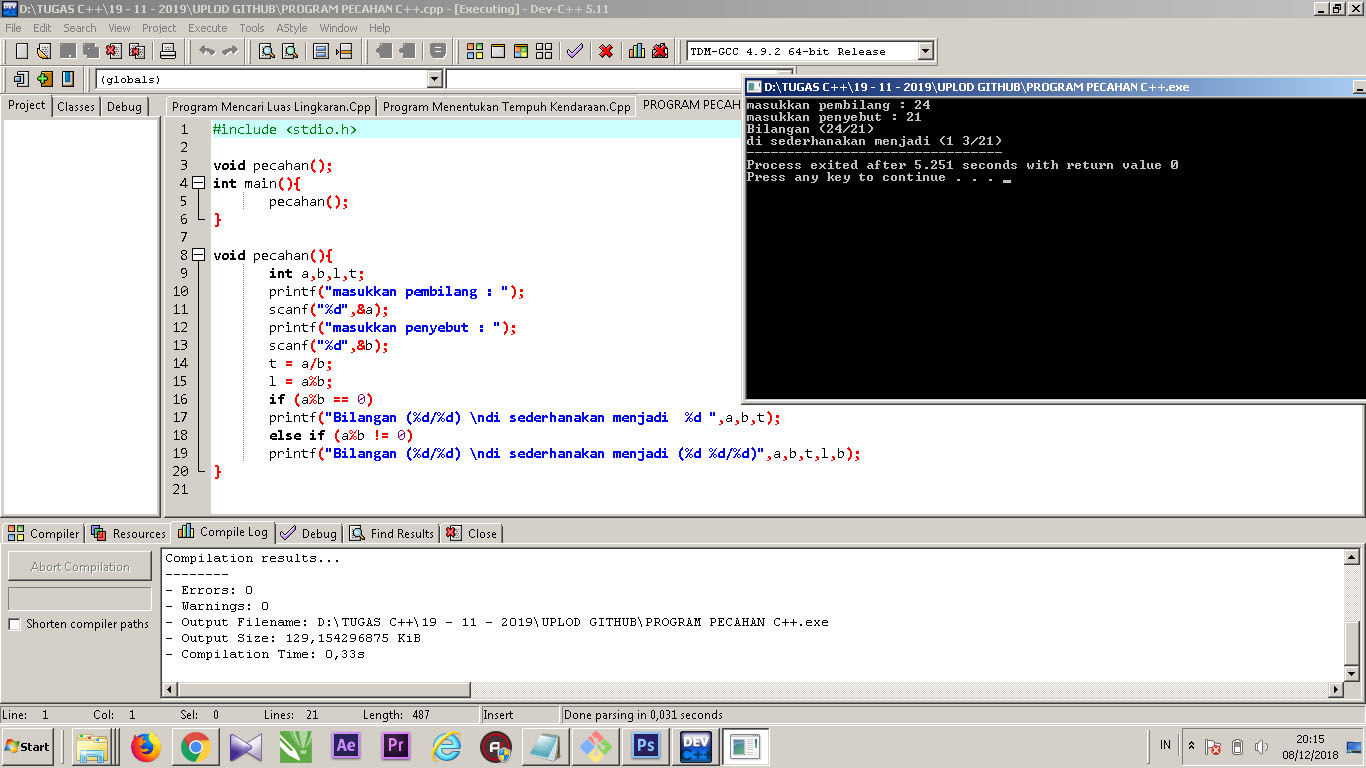 D:\TUGAS C++\19 - 11 - 2019\UPLOD GITHUB\PROGRAM PECAHAN C++.cpp - [Executing] - Dev-C++ 5.11
File Edit Search View Project Execute Tools AStyle Window Help
TDM-GCC 4.9.2 64-bit Release
(globals)
Project Classes Debug
Program Mencari Luas Lingkaran.Cpp Program Menentukan Tempuh Kendaraan.Cpp PROGRAM PECAH
1 #include <stdio.h>
2
3 void pecahan();
4 int main(){
5 pecahan();
6 }
7
8 void pecahan(){
9 int a,b,l,t;
10 printf("masukkan pembilang : ");
11 scanf("%d",&a);
12 printf("masukkan penyebut : ");
13 scanf("%d",&b);
14 t = a/b;
15 l = a%b;
16 if (a%b == 0)
17 printf("Bilangan (%d/%d) \ndi sederhanakan menjadi  %d ",a,b,t);
18 else if (a%b != 0)
19 printf("Bilangan (%d/%d) \ndi sederhanakan menjadi (%d %d/%d)",a,b,t,l,b);
20 }
21
D:\TUGAS C++\19 - 11 - 2019\UPLOD GITHUB\PROGRAM PECAHAN C++.exe
masukkan pembilang : 24
masukkan penyebut : 21
Bilangan (24/21)
di sederhanakan menjadi (1 3/21)
--------------------------------
Process exited after 5.251 seconds with return value 0
Press any key to continue . . .
Compiler Resources Compile Log Debug Find Results Close
Abort Compilation
Shorten compiler paths
Compilation results...
--------
- Errors: 0
- Warnings: 0
- Output Filename: D:\TUGAS C++\19 - 11 - 2019\UPLOD GITHUB\PROGRAM PECAHAN C++.exe
- Output Size: 129,154296875 KiB
- Compilation Time: 0,33s
Line: 1 Col: 1 Sel: 0 Lines: 21 Length: 487 Insert Done parsing in 0,031 seconds
Start Ae Pr Ps DEV IN 20:15
08/12/2018